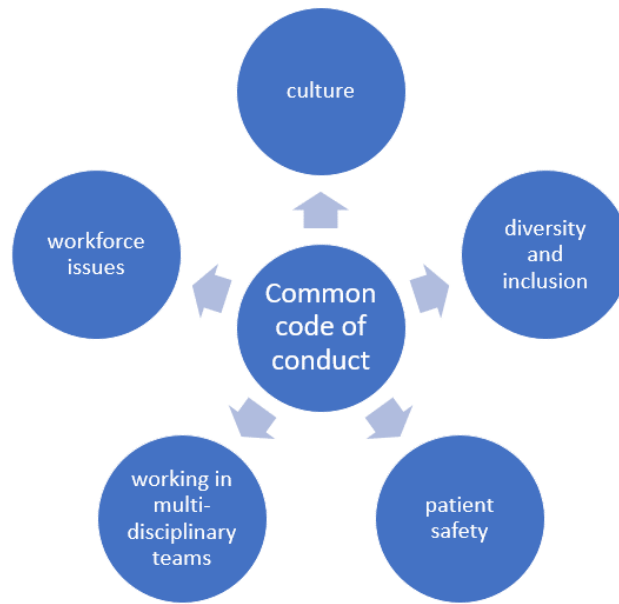 culture
diversity
and
inclusion
patient
safety
working in
multi-
disciplinary
teams
workforce
issues
Common
code of
conduct